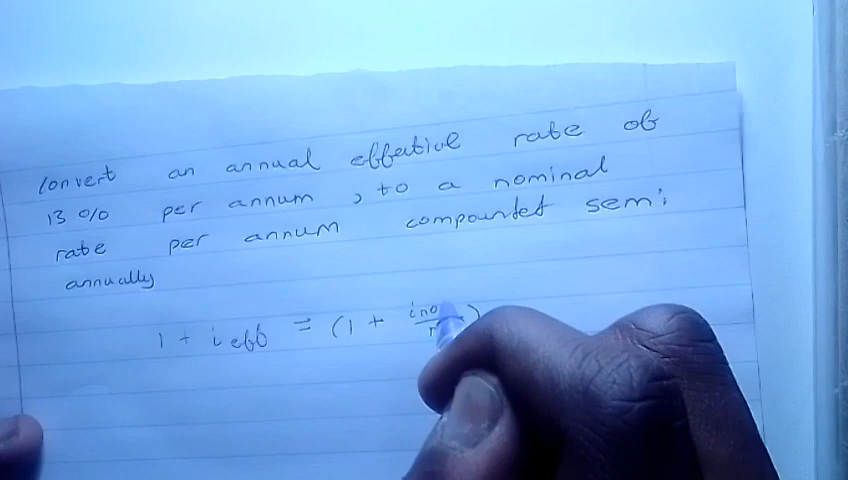 convert an annual effective rate of
13 % per annum , to a nominal
rate per annum compounded semi
annually
1 + i eff = (1 + ino )